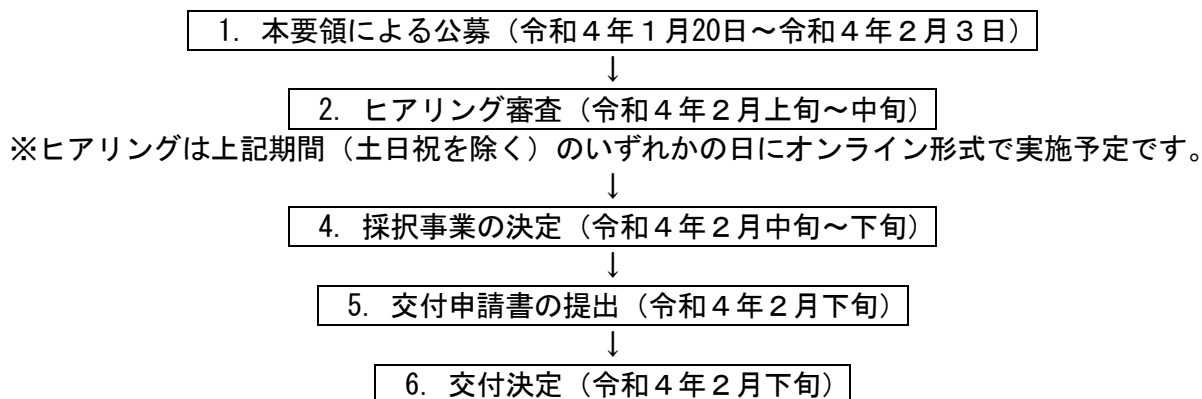 1. 本要領による公募（令和４年１月20日～令和４年２月３日）
↓
2. ヒアリング審査（令和４年２月上旬～中旬）
※ヒアリングは上記期間（土日祝を除く）のいずれかの日にオンライン形式で実施予定です。
↓
4. 採択事業の決定（令和４年２月中旬～下旬）
↓
5. 交付申請書の提出（令和４年２月下旬）
↓
6. 交付決定（令和４年２月下旬）